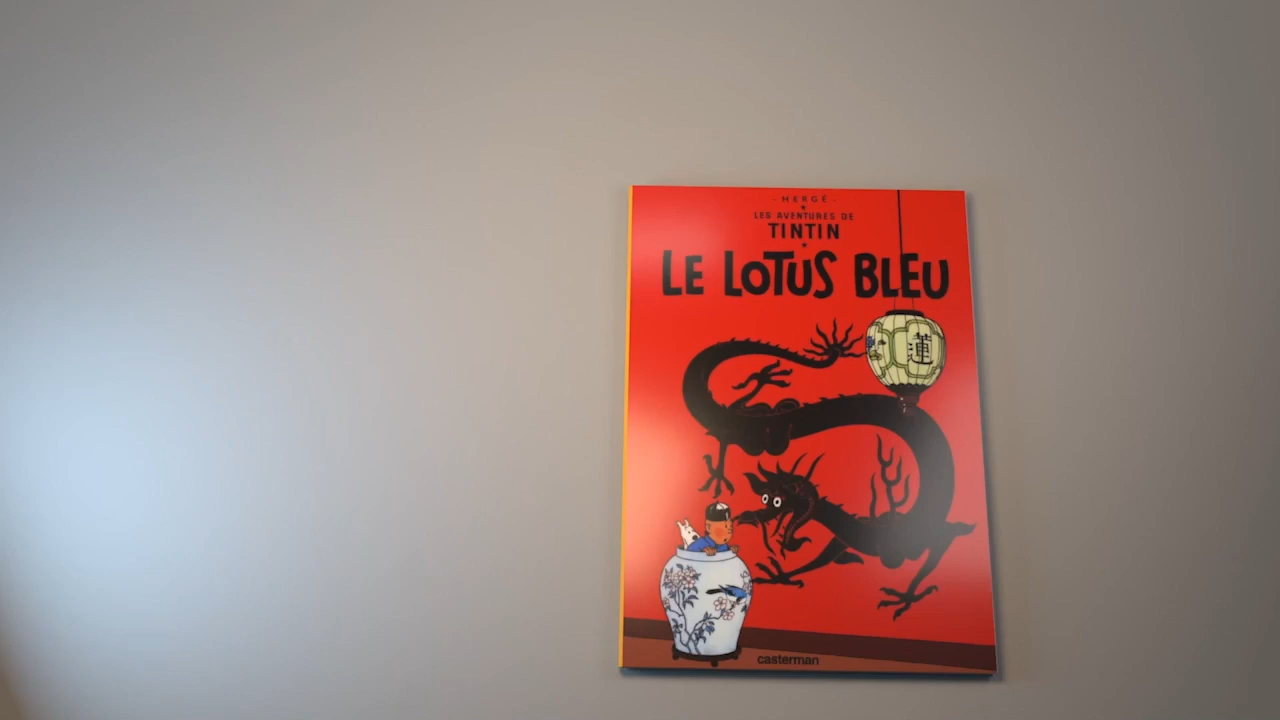 · HERGÉ ·
LES AVENTURES DE
TINTIN
LE LOTUS BLEU
蓮
casterman